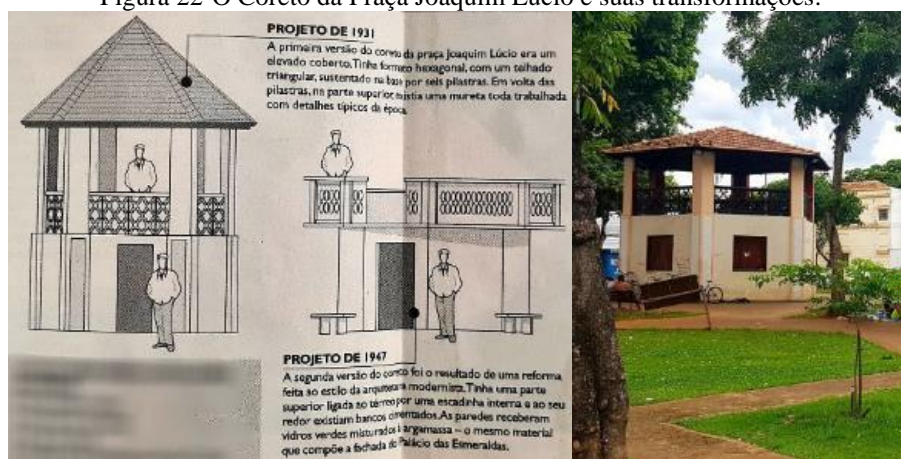 Figura 22-O Coreto da Praça Joaquim Lúcio e suas transformações.
PROJETO DE 1931
A primeira versão do coreto da praça Joaquim Lúcio era um
elevado coberto. Tinha formato hexagonal, com um telhado
triangular, sustentado na base por seis pilastras. Em volta das
pilastras, na parte superior, existia uma mureta toda trabalhada
com detalhes típicos da época.
PROJETO DE 1947
A segunda versão do coreto foi o resultado de uma reforma
feita ao estilo da arquitetura modernista. Tinha uma parte
superior ligada ao térreo por uma escadinha interna e ao seu
redor existiam bancos cimentados. As paredes receberam
vidros verdes misturados à argamassa – o mesmo material
que compõe a fachada do Palácio das Esmeraldas.